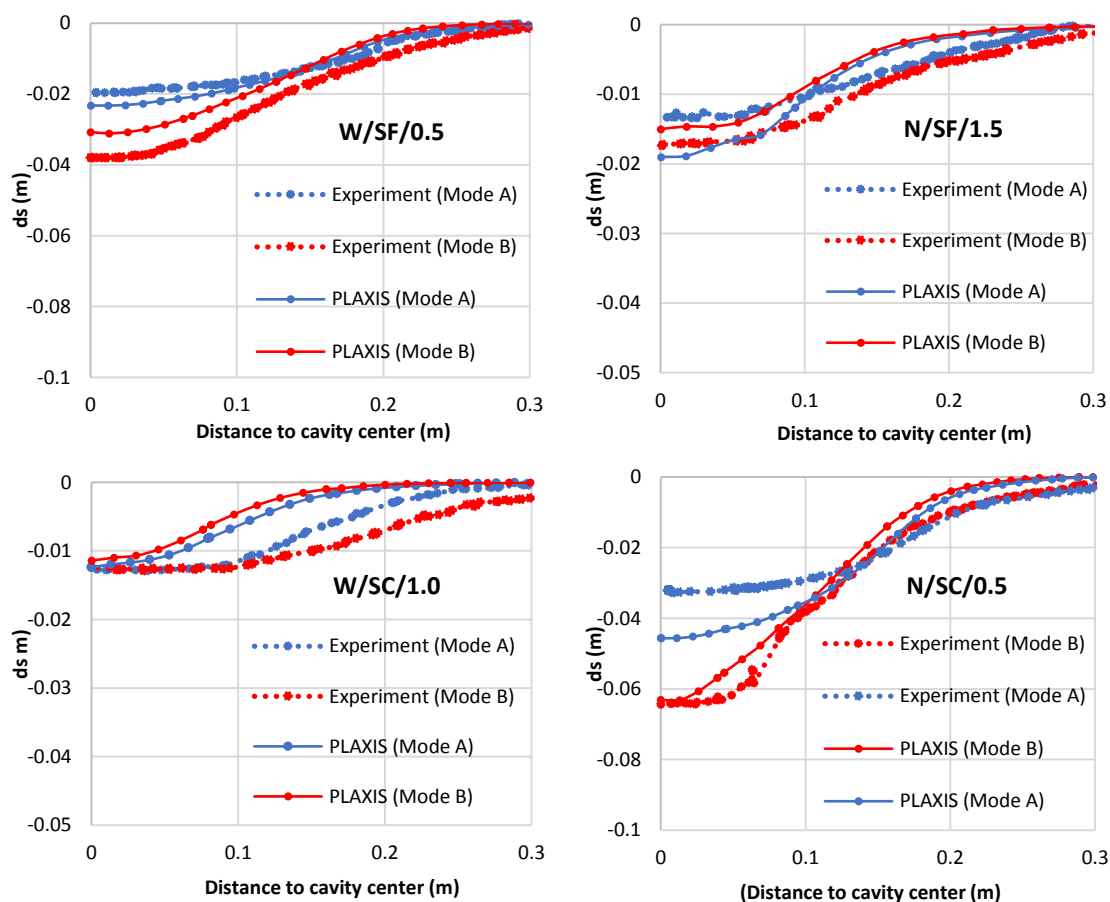 0
-0.02
-0.04
-0.06
-0.08
-0.1
ds (m)
W/SF/0.5
Experiment (Mode A)
Experiment (Mode B)
PLAXIS (Mode A)
PLAXIS (Mode B)
0 0.1 0.2 0.3
Distance to cavity center (m)
0
-0.01
-0.02
-0.03
-0.04
-0.05
ds (m)
N/SF/1.5
Experiment (Mode A)
Experiment (Mode B)
PLAXIS (Mode A)
PLAXIS (Mode B)
0 0.1 0.2 0.3
Distance to cavity center (m)
0
-0.01
-0.02
-0.03
-0.04
-0.05
ds m)
W/SC/1.0
Experiment (Mode A)
Experiment (Mode B)
PLAXIS (Mode A)
PLAXIS (Mode B)
0 0.1 0.2 0.3
Distance to cavity center (m)
0
-0.02
-0.04
-0.06
-0.08
-0.1
ds (m)
N/SC/0.5
Experiment (Mode B)
Experiment (Mode A)
PLAXIS (Mode B)
PLAXIS (Mode A)
0 0.1 0.2 0.3
(Distance to cavity center (m)